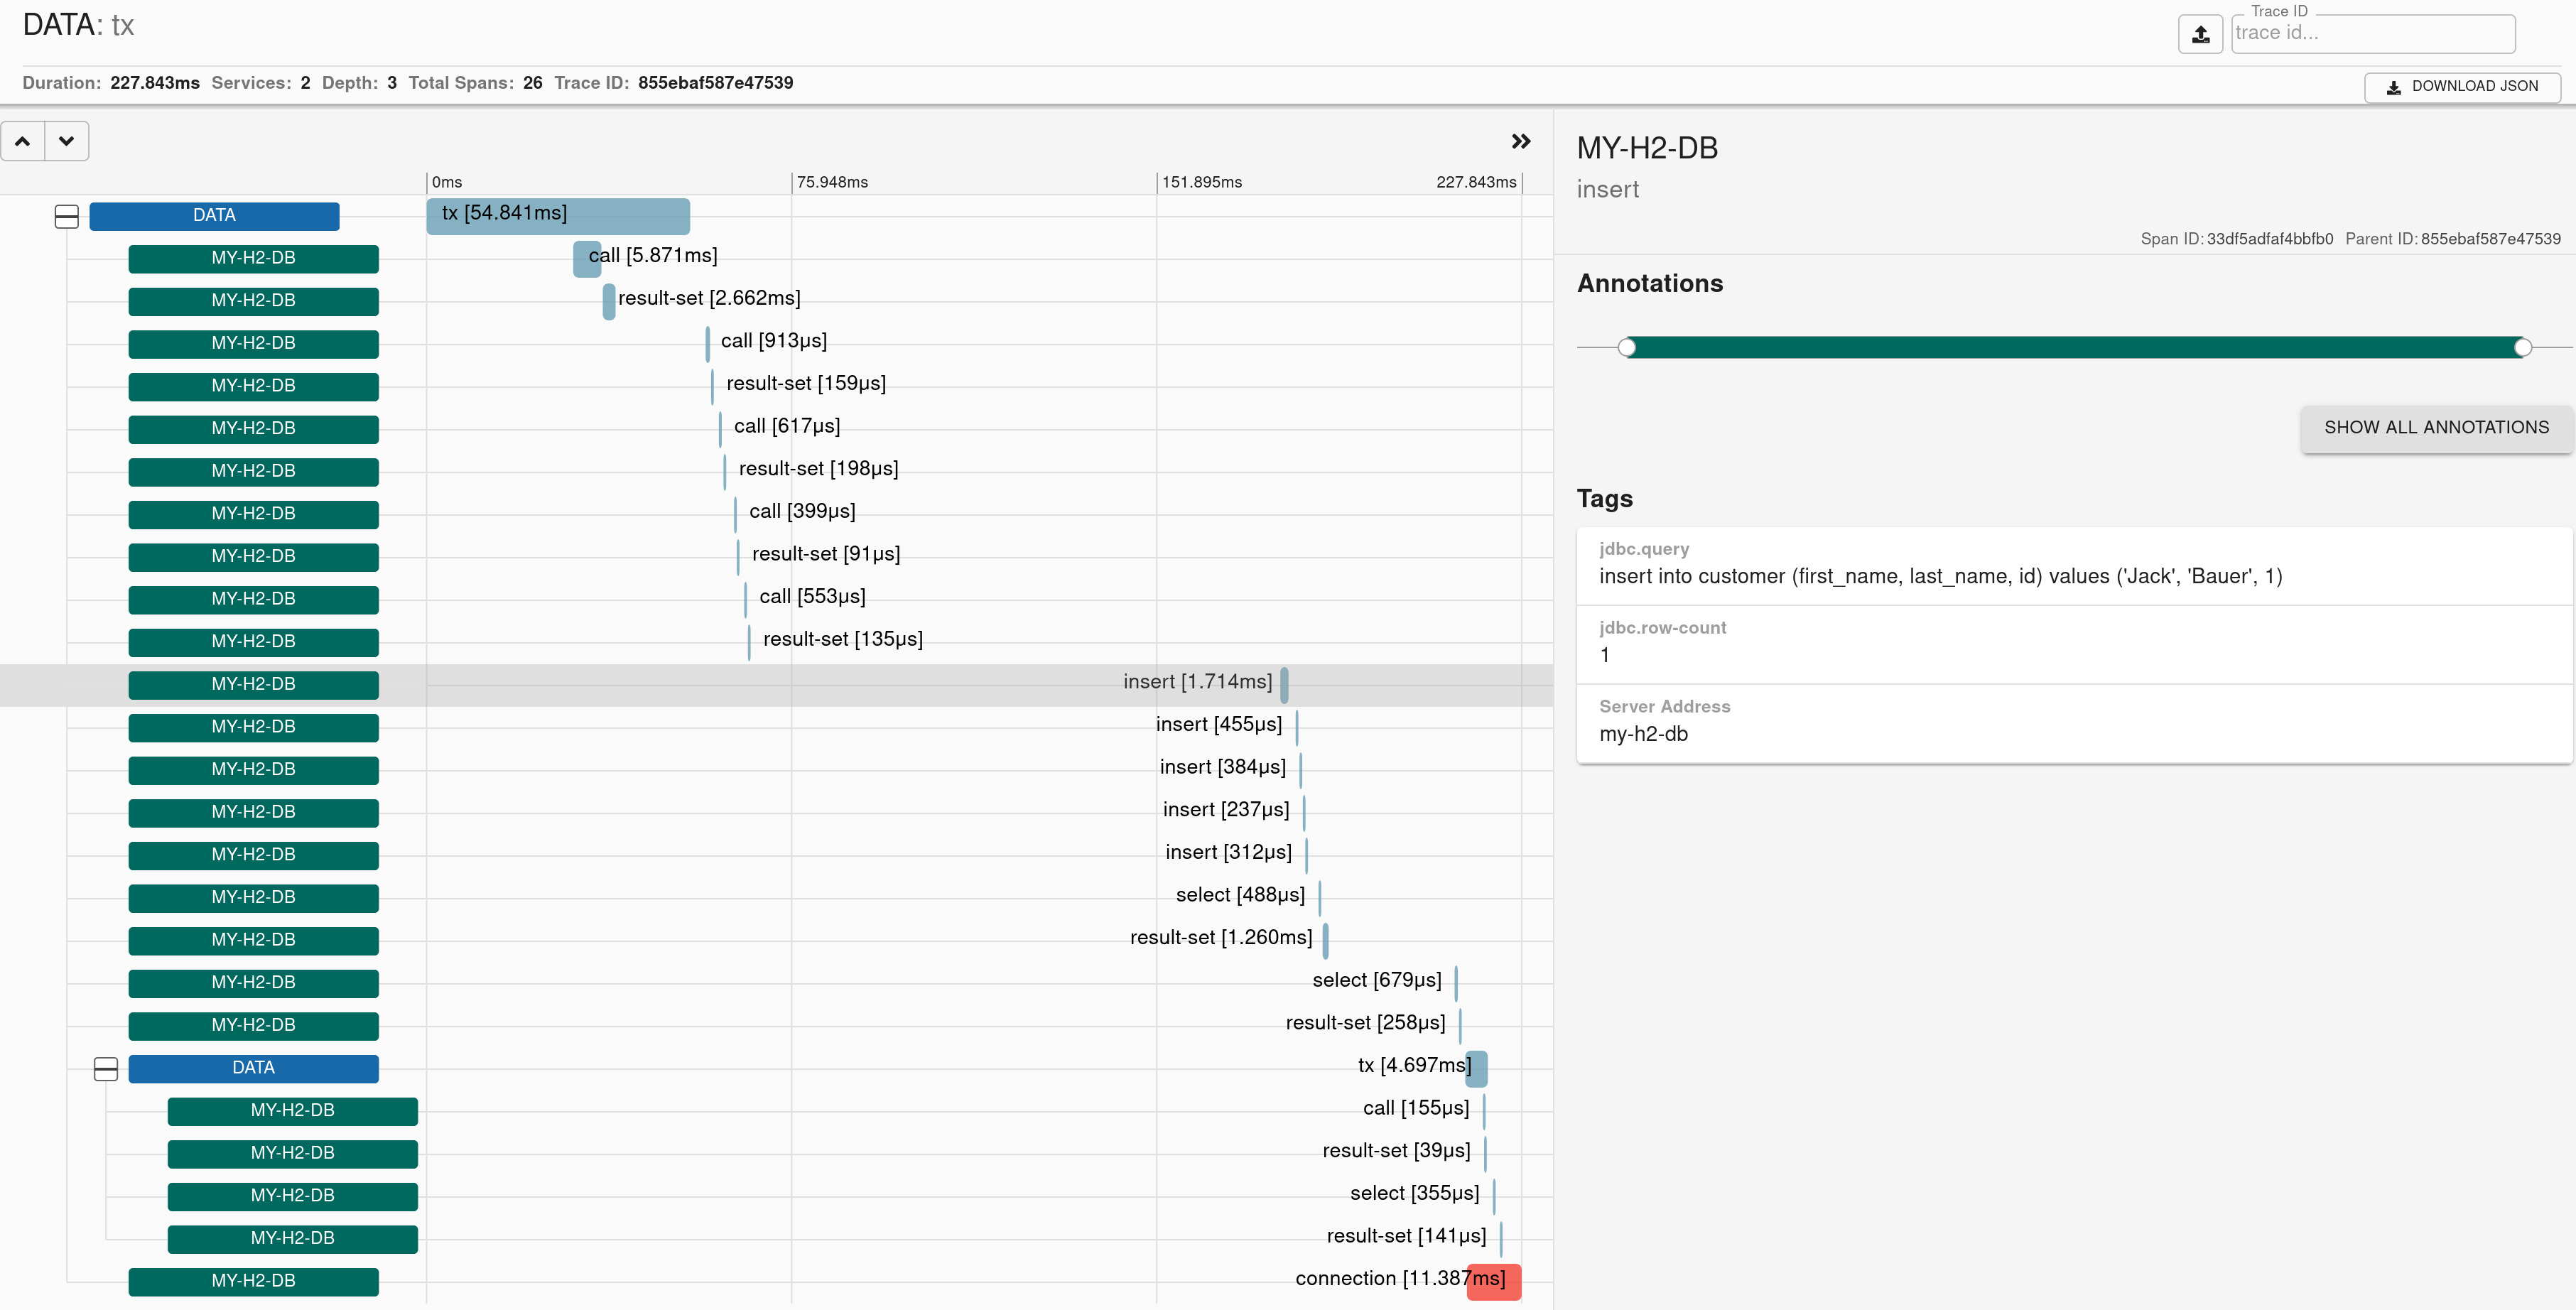 DATA: tx
Trace ID
trace id...
Duration: 227.843ms Services: 2 Depth: 3 Total Spans: 26 Trace ID: 855ebaf587e47539
DOWNLOAD JSON
0ms 75.948ms 151.895ms 227.843ms
DATA tx [54.841ms]
MY-H2-DB call [5.871ms]
MY-H2-DB result-set [2.662ms]
MY-H2-DB call [913μs]
MY-H2-DB result-set [159μs]
MY-H2-DB call [617μs]
MY-H2-DB result-set [198μs]
MY-H2-DB call [399μs]
MY-H2-DB result-set [91μs]
MY-H2-DB call [553μs]
MY-H2-DB result-set [135μs]
MY-H2-DB insert [1.714ms]
MY-H2-DB insert [455μs]
MY-H2-DB insert [384μs]
MY-H2-DB insert [237μs]
MY-H2-DB insert [312μs]
MY-H2-DB select [488μs]
MY-H2-DB result-set [1.260ms]
MY-H2-DB select [679μs]
MY-H2-DB result-set [258μs]
DATA tx [4.697ms]
MY-H2-DB call [155μs]
MY-H2-DB result-set [39μs]
MY-H2-DB select [355μs]
MY-H2-DB result-set [141μs]
MY-H2-DB connection [11.387ms]
MY-H2-DB
insert
Span ID: 33df5adfaf4bbfb0 Parent ID: 855ebaf587e47539
Annotations
SHOW ALL ANNOTATIONS
Tags
jdbc.query
insert into customer (first_name, last_name, id) values ('Jack', 'Bauer', 1)
jdbc.row-count
1
Server Address
my-h2-db